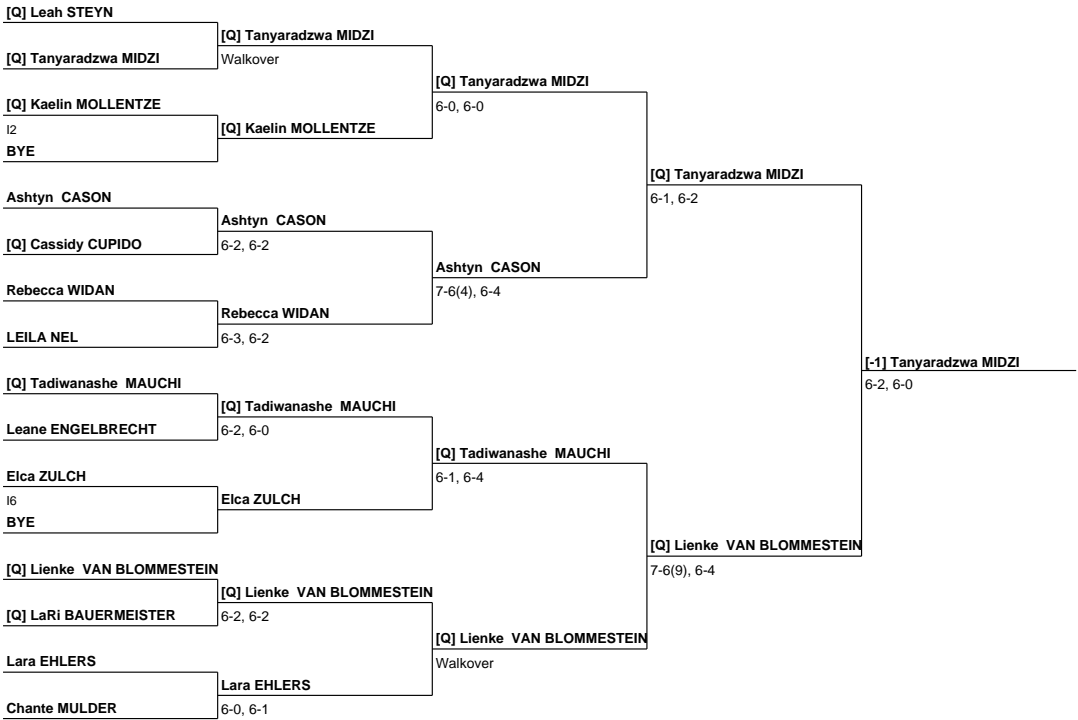 [Q] Leah STEYN
[Q] Tanyaradzwa MIDZI
[Q] Tanyaradzwa MIDZI
Walkover
[Q] Tanyaradzwa MIDZI
6-0, 6-0
[Q] Kaelin MOLLENTZE
I2
[Q] Kaelin MOLLENTZE
BYE
[Q] Tanyaradzwa MIDZI
6-1, 6-2
Ashtyn CASON
Ashtyn CASON
[Q] Cassidy CUPIDO
6-2, 6-2
Ashtyn CASON
7-6(4), 6-4
Rebecca WIDAN
Rebecca WIDAN
LEILA NEL
6-3, 6-2
[-1] Tanyaradzwa MIDZI
6-2, 6-0
[Q] Tadiwanashe MAUCHI
[Q] Tadiwanashe MAUCHI
Leane ENGELBRECHT
6-2, 6-0
[Q] Tadiwanashe MAUCHI
6-1, 6-4
Elca ZULCH
I6
Elca ZULCH
BYE
[Q] Lienke VAN BLOMMESTEIN
7-6(9), 6-4
[Q] Lienke VAN BLOMMESTEIN
[Q] Lienke VAN BLOMMESTEIN
[Q] LaRi BAUERMEISTER
6-2, 6-2
[Q] Lienke VAN BLOMMESTEIN
Walkover
Lara EHLERS
Lara EHLERS
Chante MULDER
6-0, 6-1